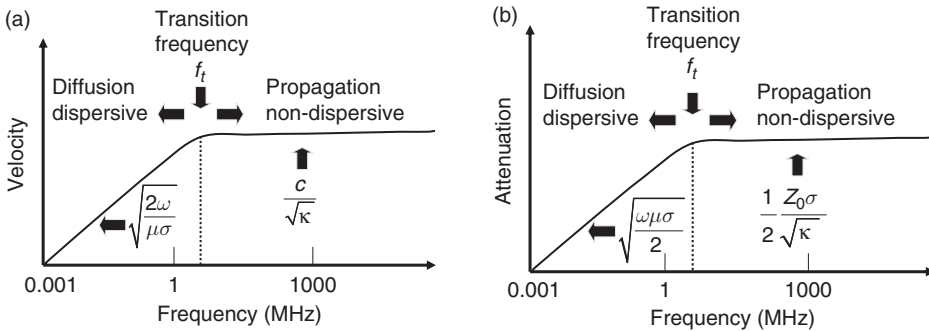 (a)
Transition
frequency
f_t
Diffusion
dispersive
Propagation
non-dispersive
Velocity
√(2ω/μσ)
c/√κ
0.001
1
1000
Frequency (MHz)
(b)
Transition
frequency
f_t
Diffusion
dispersive
Propagation
non-dispersive
Attenuation
√(ωμσ/2)
1/2 Z₀σ/√κ
0.001
1
1000
Frequency (MHz)